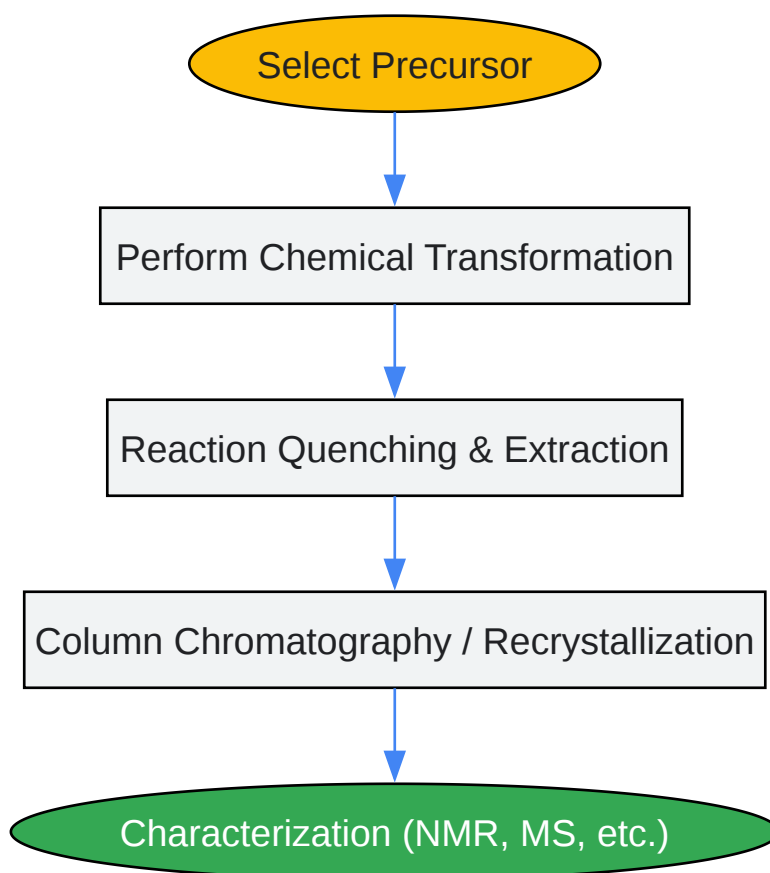 Select Precursor
Perform Chemical Transformation
Reaction Quenching & Extraction
Column Chromatography / Recrystallization
Characterization (NMR, MS, etc.)